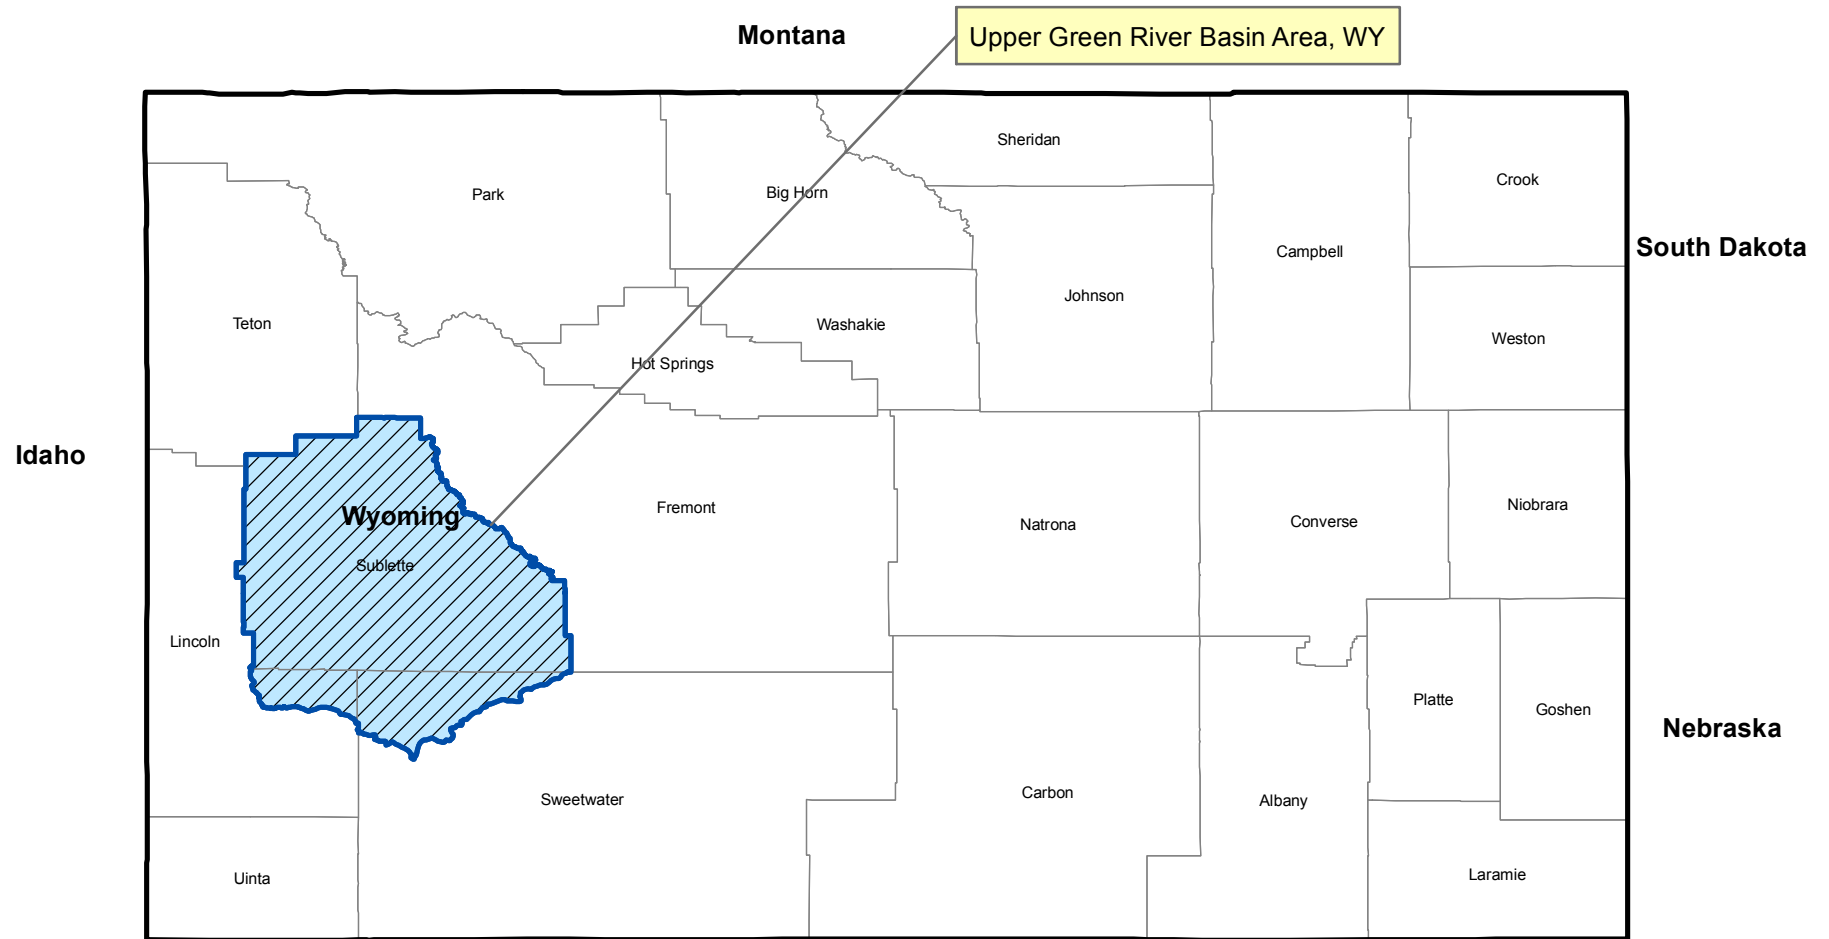 Montana
Upper Green River Basin Area, WY
Sheridan
Crook
Park
Big Horn
South Dakota
Campbell
Johnson
Teton
Washakie
Weston
Hot Springs
Idaho
Fremont
Niobrara
Wyoming
Natrona
Converse
Sublette
Lincoln
Platte
Goshen
Nebraska
Sweetwater
Carbon
Albany
Uinta
Laramie